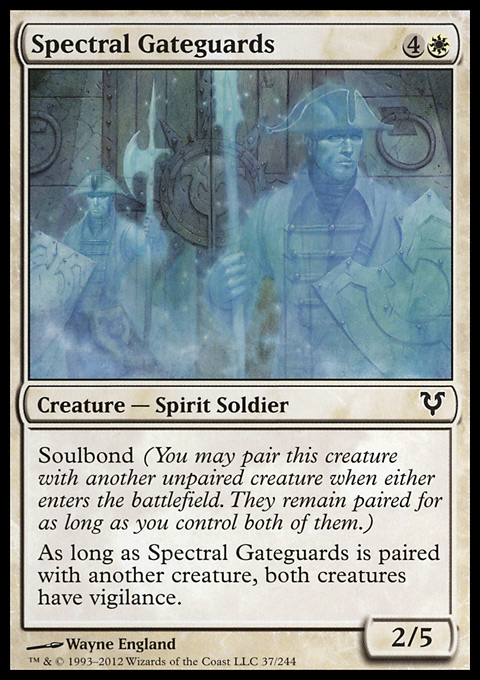 Spectral Gateguards 4
Creature — Spirit Soldier
Soulbond (You may pair this creature
with another unpaired creature when either
enters the battlefield. They remain paired for
as long as you control both of them.)
As long as Spectral Gateguards is paired
with another creature, both creatures
have vigilance.
Wayne England
2/5
™ & © 1993–2012 Wizards of the Coast LLC 37/244